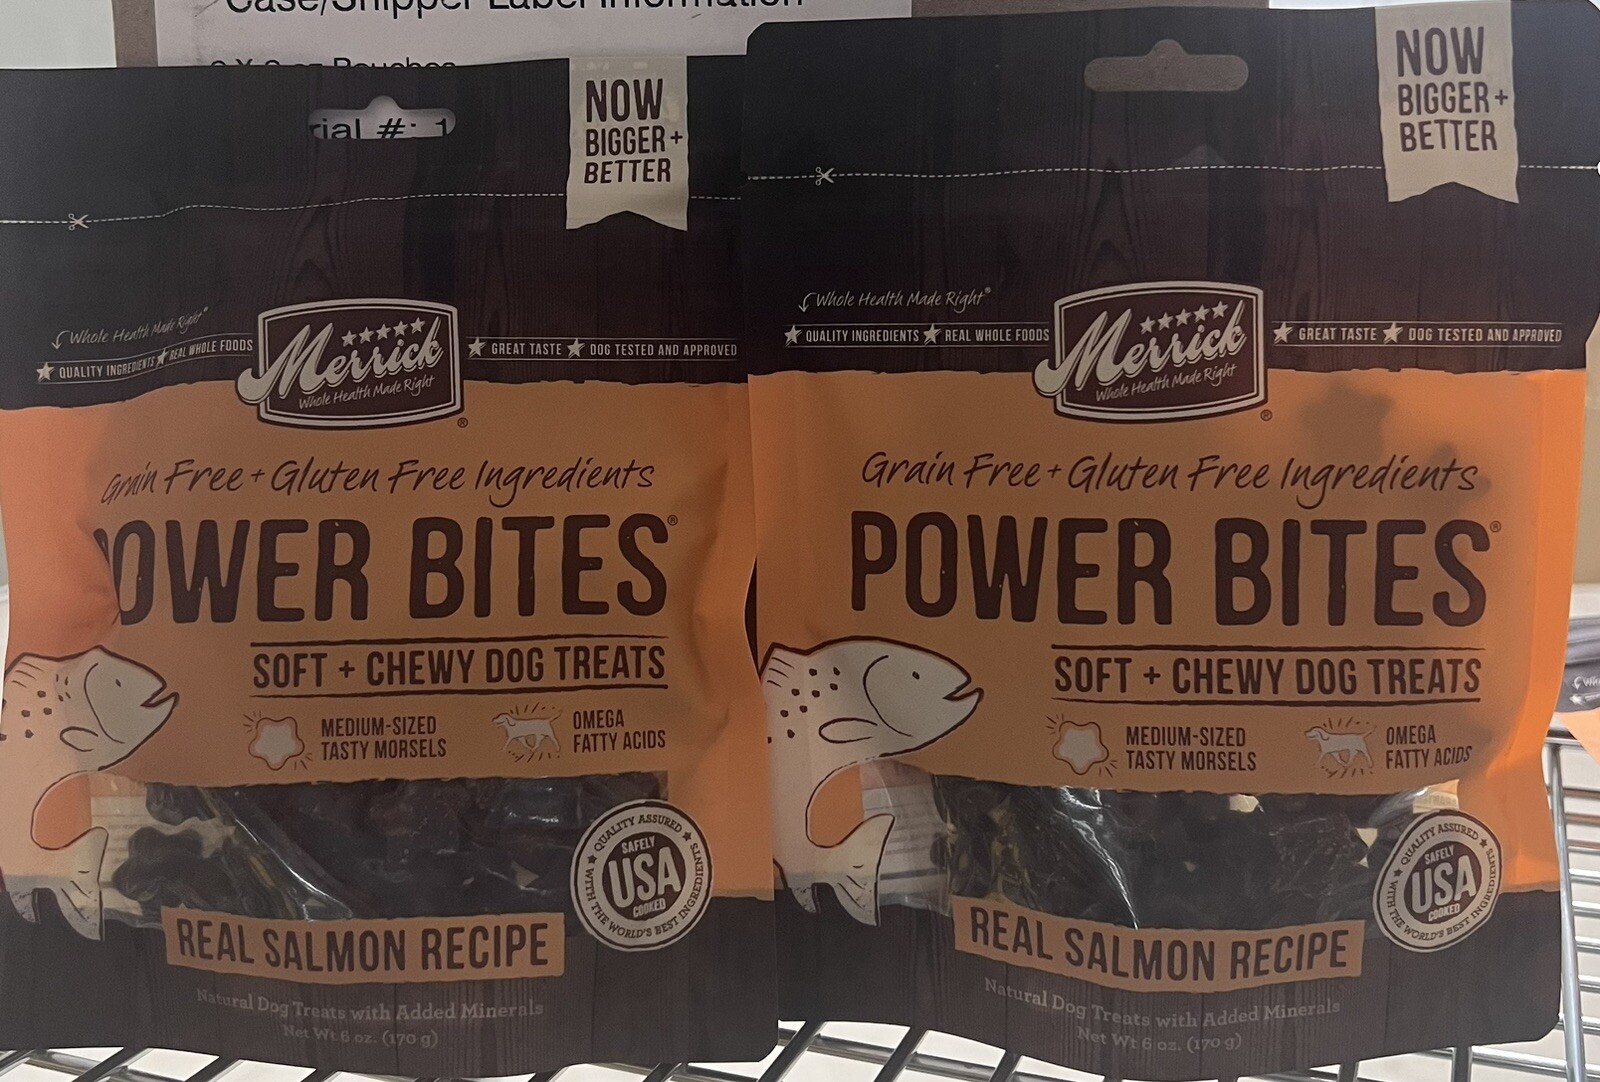 Case/Shipper Label Information
rial #: 1
NOW
BIGGER+
BETTER
Whole Health Made Right®
QUALITY INGREDIENTS ★ REAL WHOLE FOODS
Merrick
Whole Health Made Right
®
★ GREAT TASTE ★ DOG TESTED AND APPROVED
Grain Free + Gluten Free Ingredients
POWER BITES®
SOFT + CHEWY DOG TREATS
MEDIUM-SIZED
TASTY MORSELS
OMEGA
FATTY ACIDS
QUALITY ASSURED
SAFELY
USA
COOKED
WITH THE WORLD'S BEST INGREDIENTS
REAL SALMON RECIPE
Natural Dog Treats with Added Minerals
Net Wt 6 oz. (170 g)
NOW
BIGGER+
BETTER
Whole Health Made Right®
★ QUALITY INGREDIENTS ★ REAL WHOLE FOODS
Merrick
Whole Health Made Right
®
★ GREAT TASTE ★ DOG TESTED AND APPROVED
Grain Free + Gluten Free Ingredients
POWER BITES®
SOFT + CHEWY DOG TREATS
MEDIUM-SIZED
TASTY MORSELS
OMEGA
FATTY ACIDS
QUALITY ASSURED
SAFELY
USA
COOKED
WITH THE WORLD'S BEST INGREDIENTS
REAL SALMON RECIPE
Natural Dog Treats with Added Minerals
Net Wt 6 oz. (170 g)